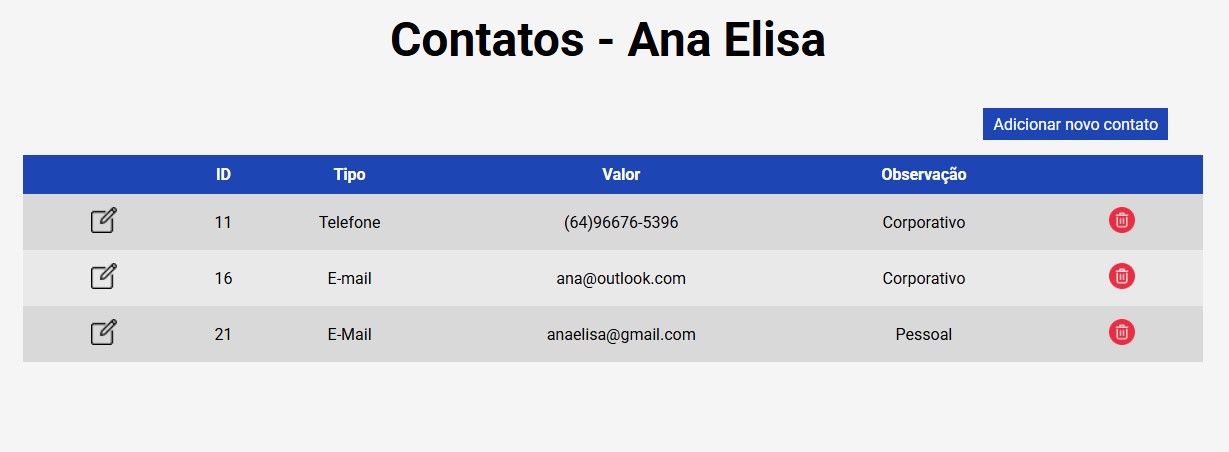 Contatos - Ana Elisa
Adicionar novo contato
ID Tipo Valor Observação
11 Telefone (64)96676-5396 Corporativo
16 E-mail ana@outlook.com Corporativo
21 E-Mail anaelisa@gmail.com Pessoal